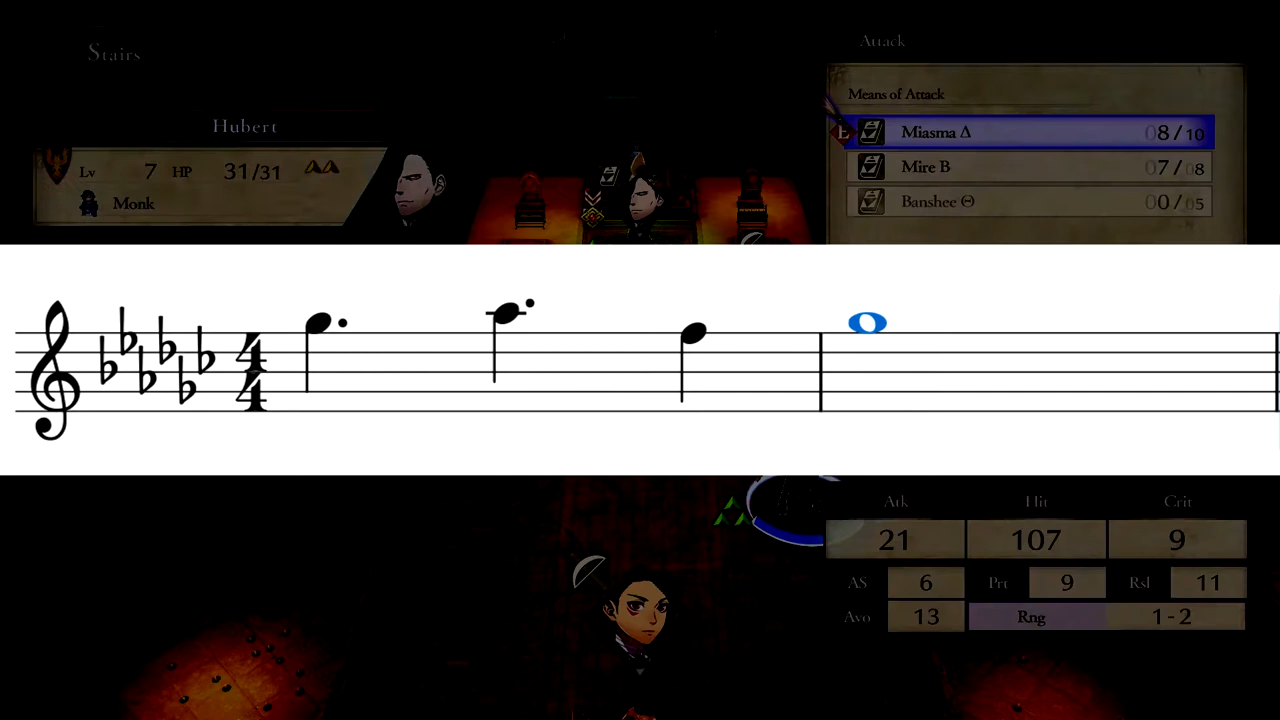 Stairs
Attack
Means of Attack
Hubert
E Miasma Δ 08/10
Lv 7 HP 31/31
Mire B 07/08
Monk
Banshee Θ 00/05
4
4
Atk Hit Crit
21 107 9
AS 6 Prt 9 Rsl 11
Avo 13 Rng 1-2